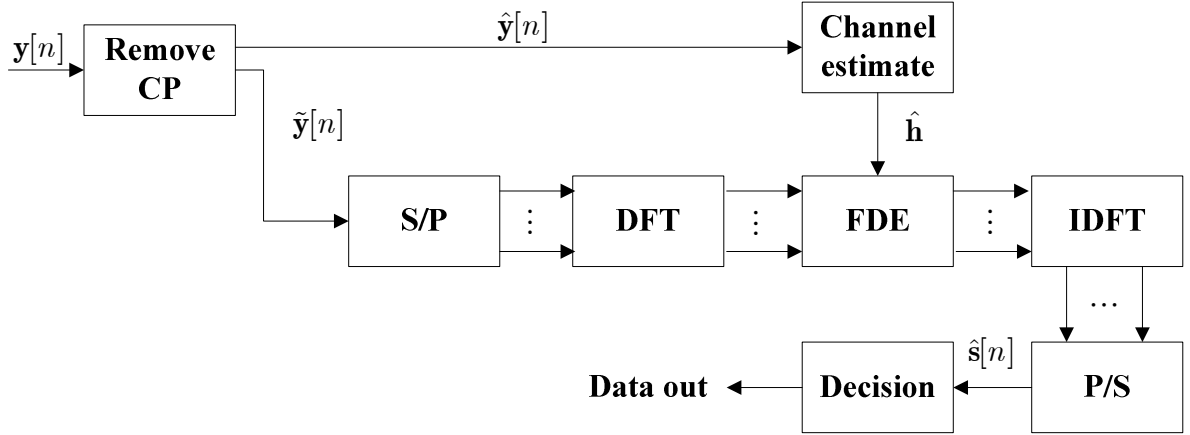 y[n]
Remove
CP
ŷ[n]
Channel
estimate
ỹ[n]
ĥ
S/P
⋮
DFT
⋮
FDE
⋮
IDFT
...
Data out
Decision
ŝ[n]
P/S